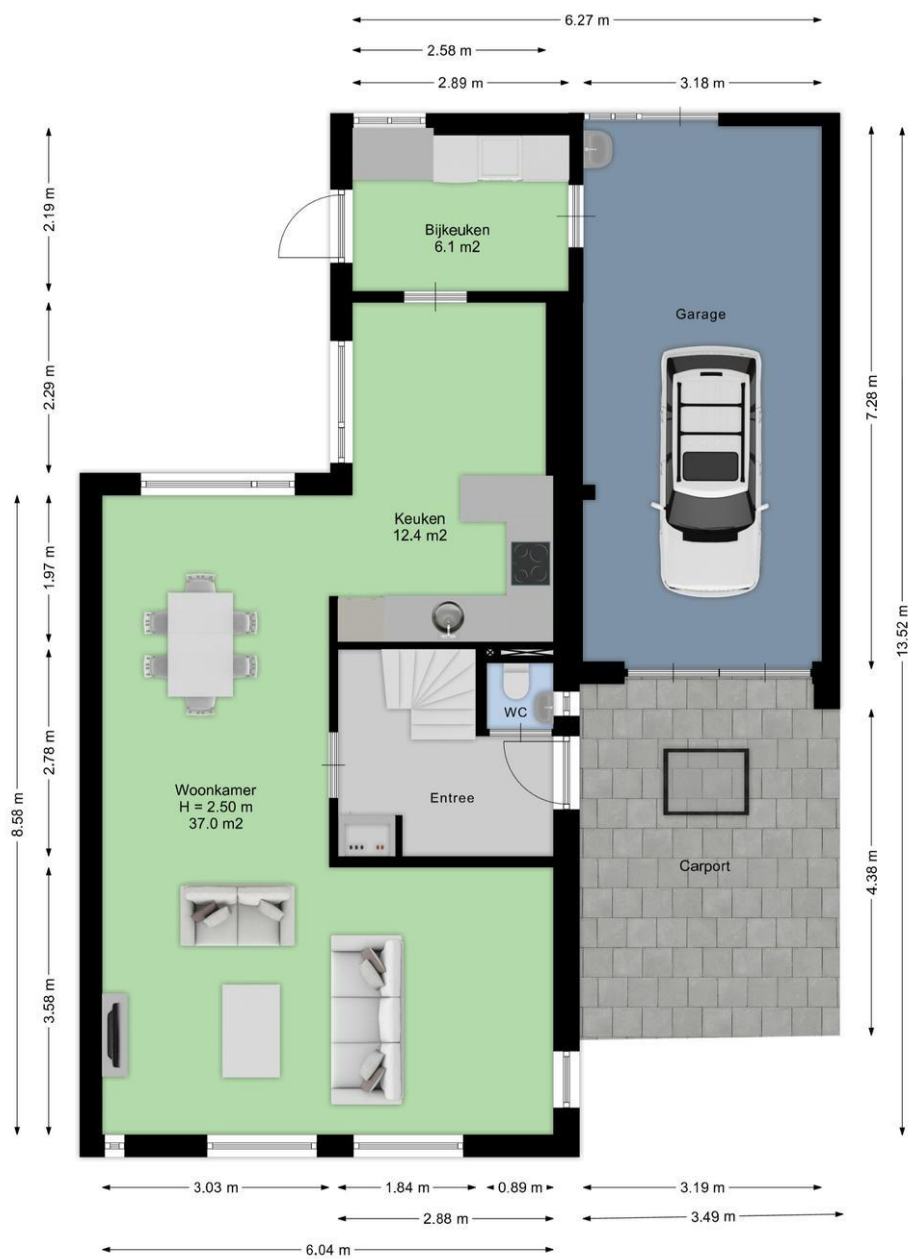 6.27 m
2.58 m
2.89 m
3.18 m
2.19 m
Bijkeuken
6.1 m2
Garage
2.29 m
7.28 m
Keuken
12.4 m2
1.97 m
13.52 m
WC
2.78 m
Woonkamer
H = 2.50 m
37.0 m2
Entree
8.58 m
Carport
4.38 m
3.58 m
3.03 m
1.84 m
0.89 m
3.19 m
2.88 m
3.49 m
6.04 m